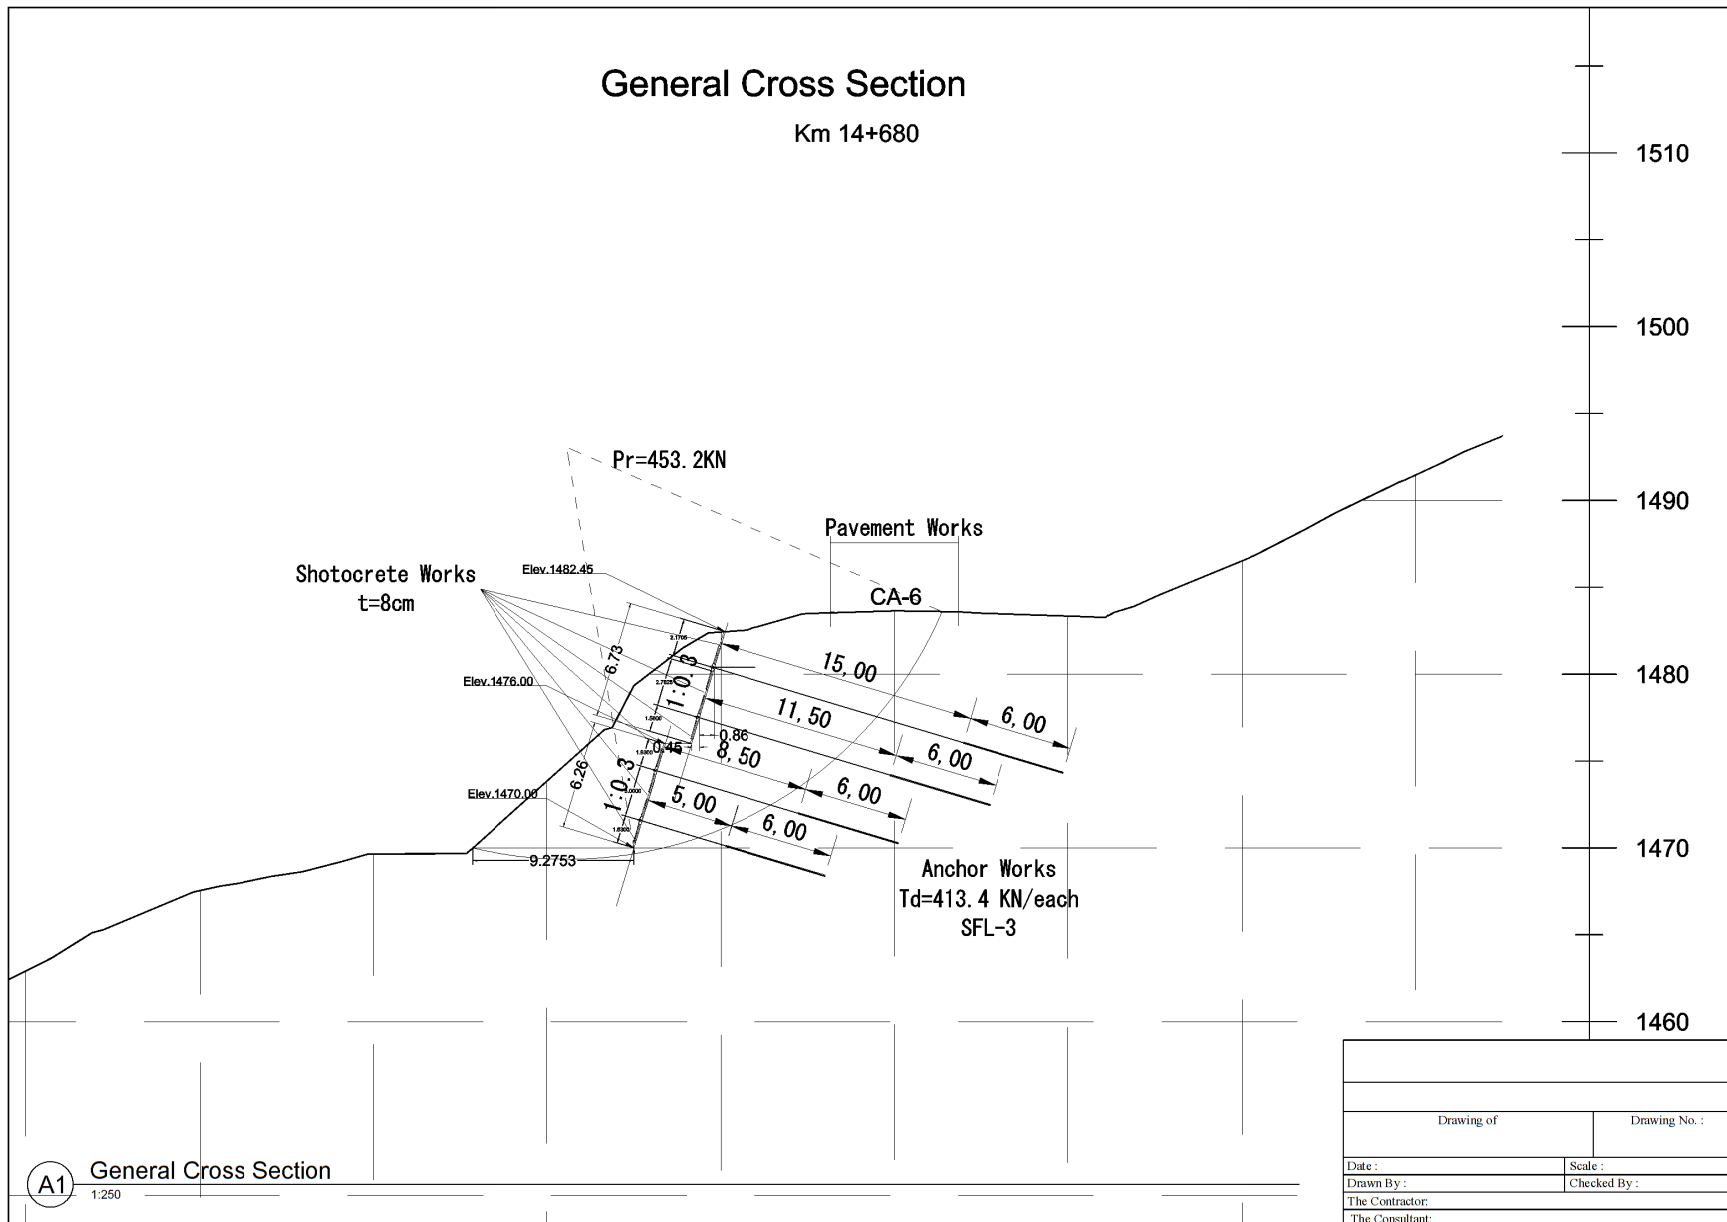 General Cross Section
Km 14+680
1510
1500
1490
1480
1470
1460
Pr=453.2KN
Pavement Works
CA-6
Shotocrete Works
t=8cm
Elev.1482.45
Elev.1476.00
Elev.1470.00
6.73
6.26
1:0.3
1:0.3
2.1705
1.5000
0.86
0.45
9.2753
15,00
6,00
11,50
6,00
8,50
6,00
5,00
6,00
Anchor Works
Td=413.4 KN/each
SFL-3
A1
General Cross Section
1:250
Drawing of
Drawing No. :
Date :
Scale :
Drawn By :
Checked By :
The Contractor:
The Consultant: